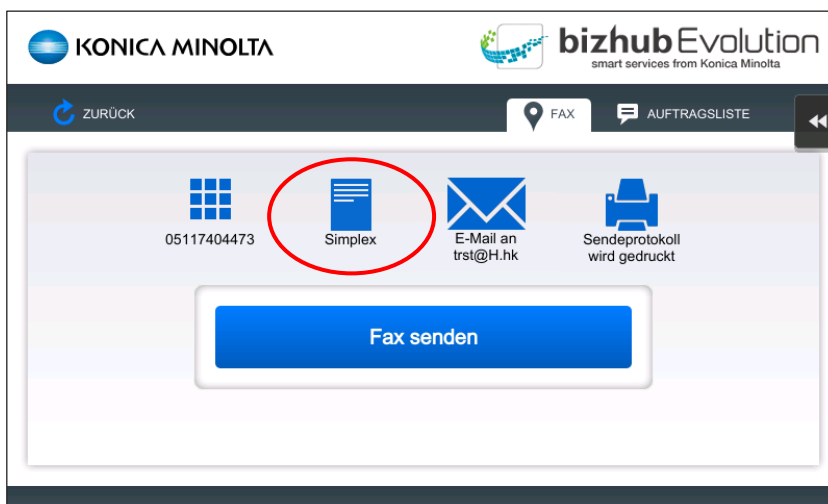 KONICA MINOLTA
bizhub Evolution
smart services from Konica Minolta
ZURÜCK
FAX
AUFTRAGSLISTE
05117404473
Simplex
E-Mail an
trst@H.hk
Sendeprotokoll
wird gedruckt
Fax senden